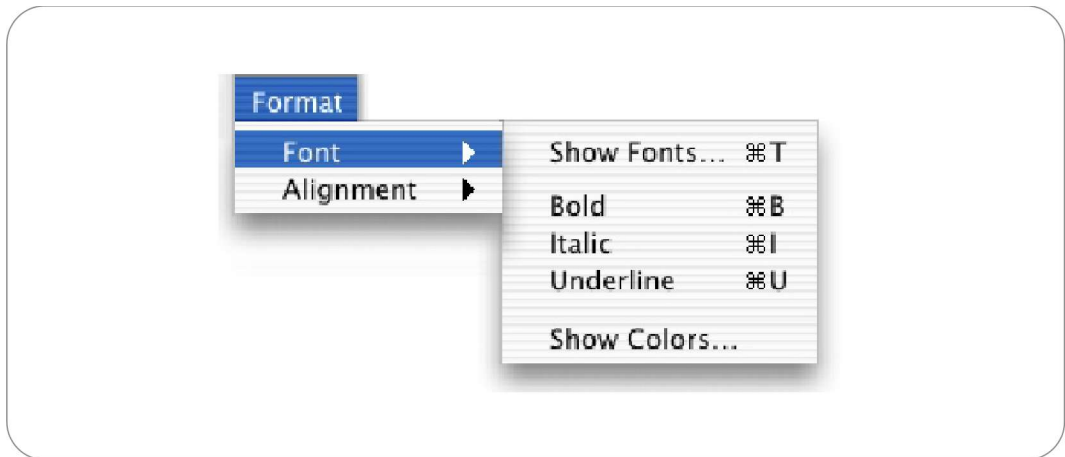 Format
Font
Alignment
Show Fonts... ⌘T
Bold ⌘B
Italic ⌘I
Underline ⌘U
Show Colors...